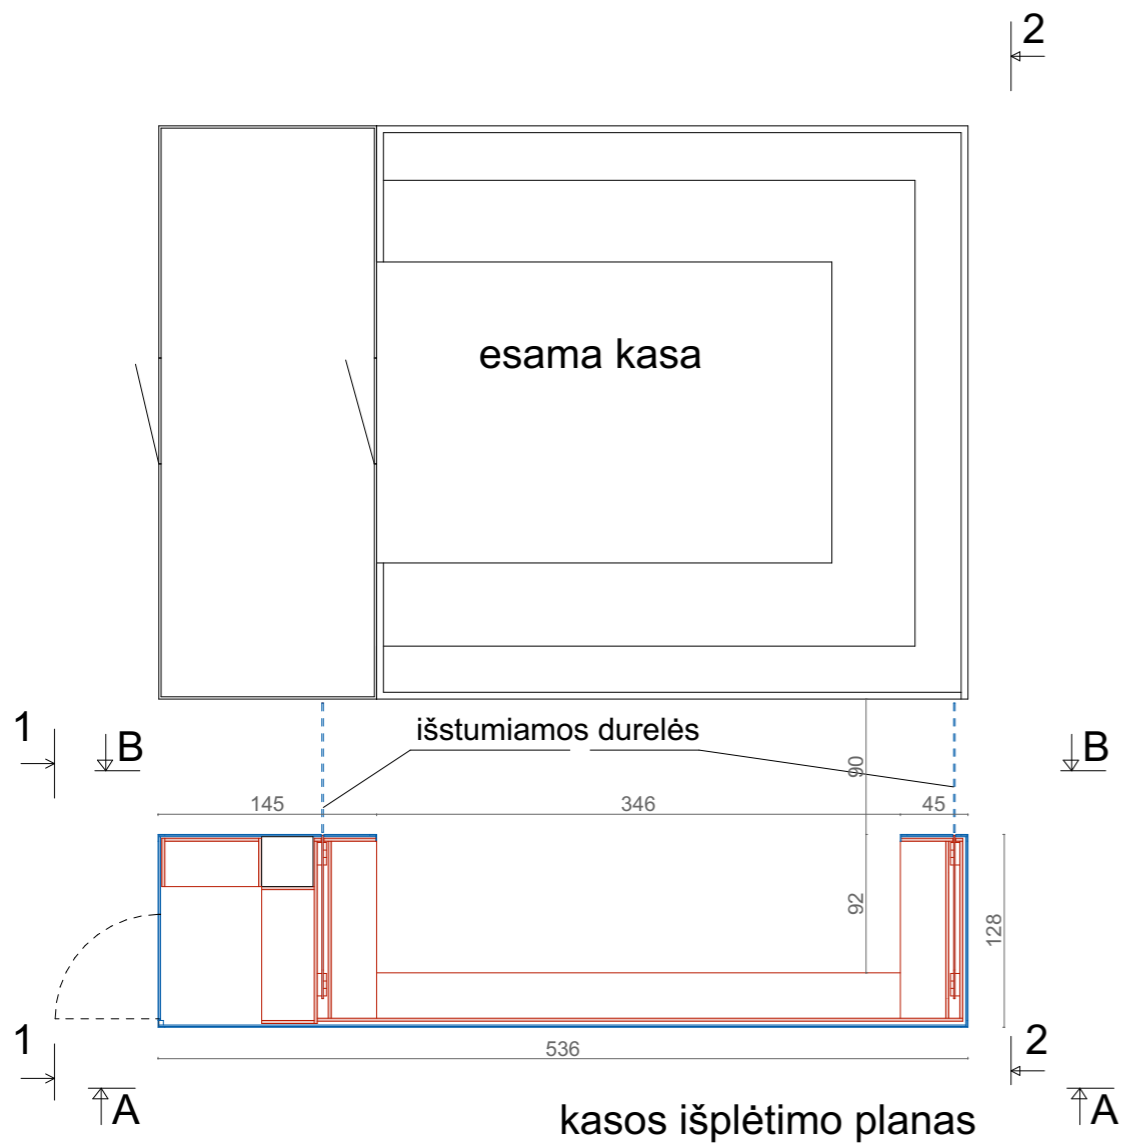 2
esama kasa
1
B
išstumiamos durelės
B
90
145
346
45
92
128
1
536
2
A
kasos išplėtimo planas
A